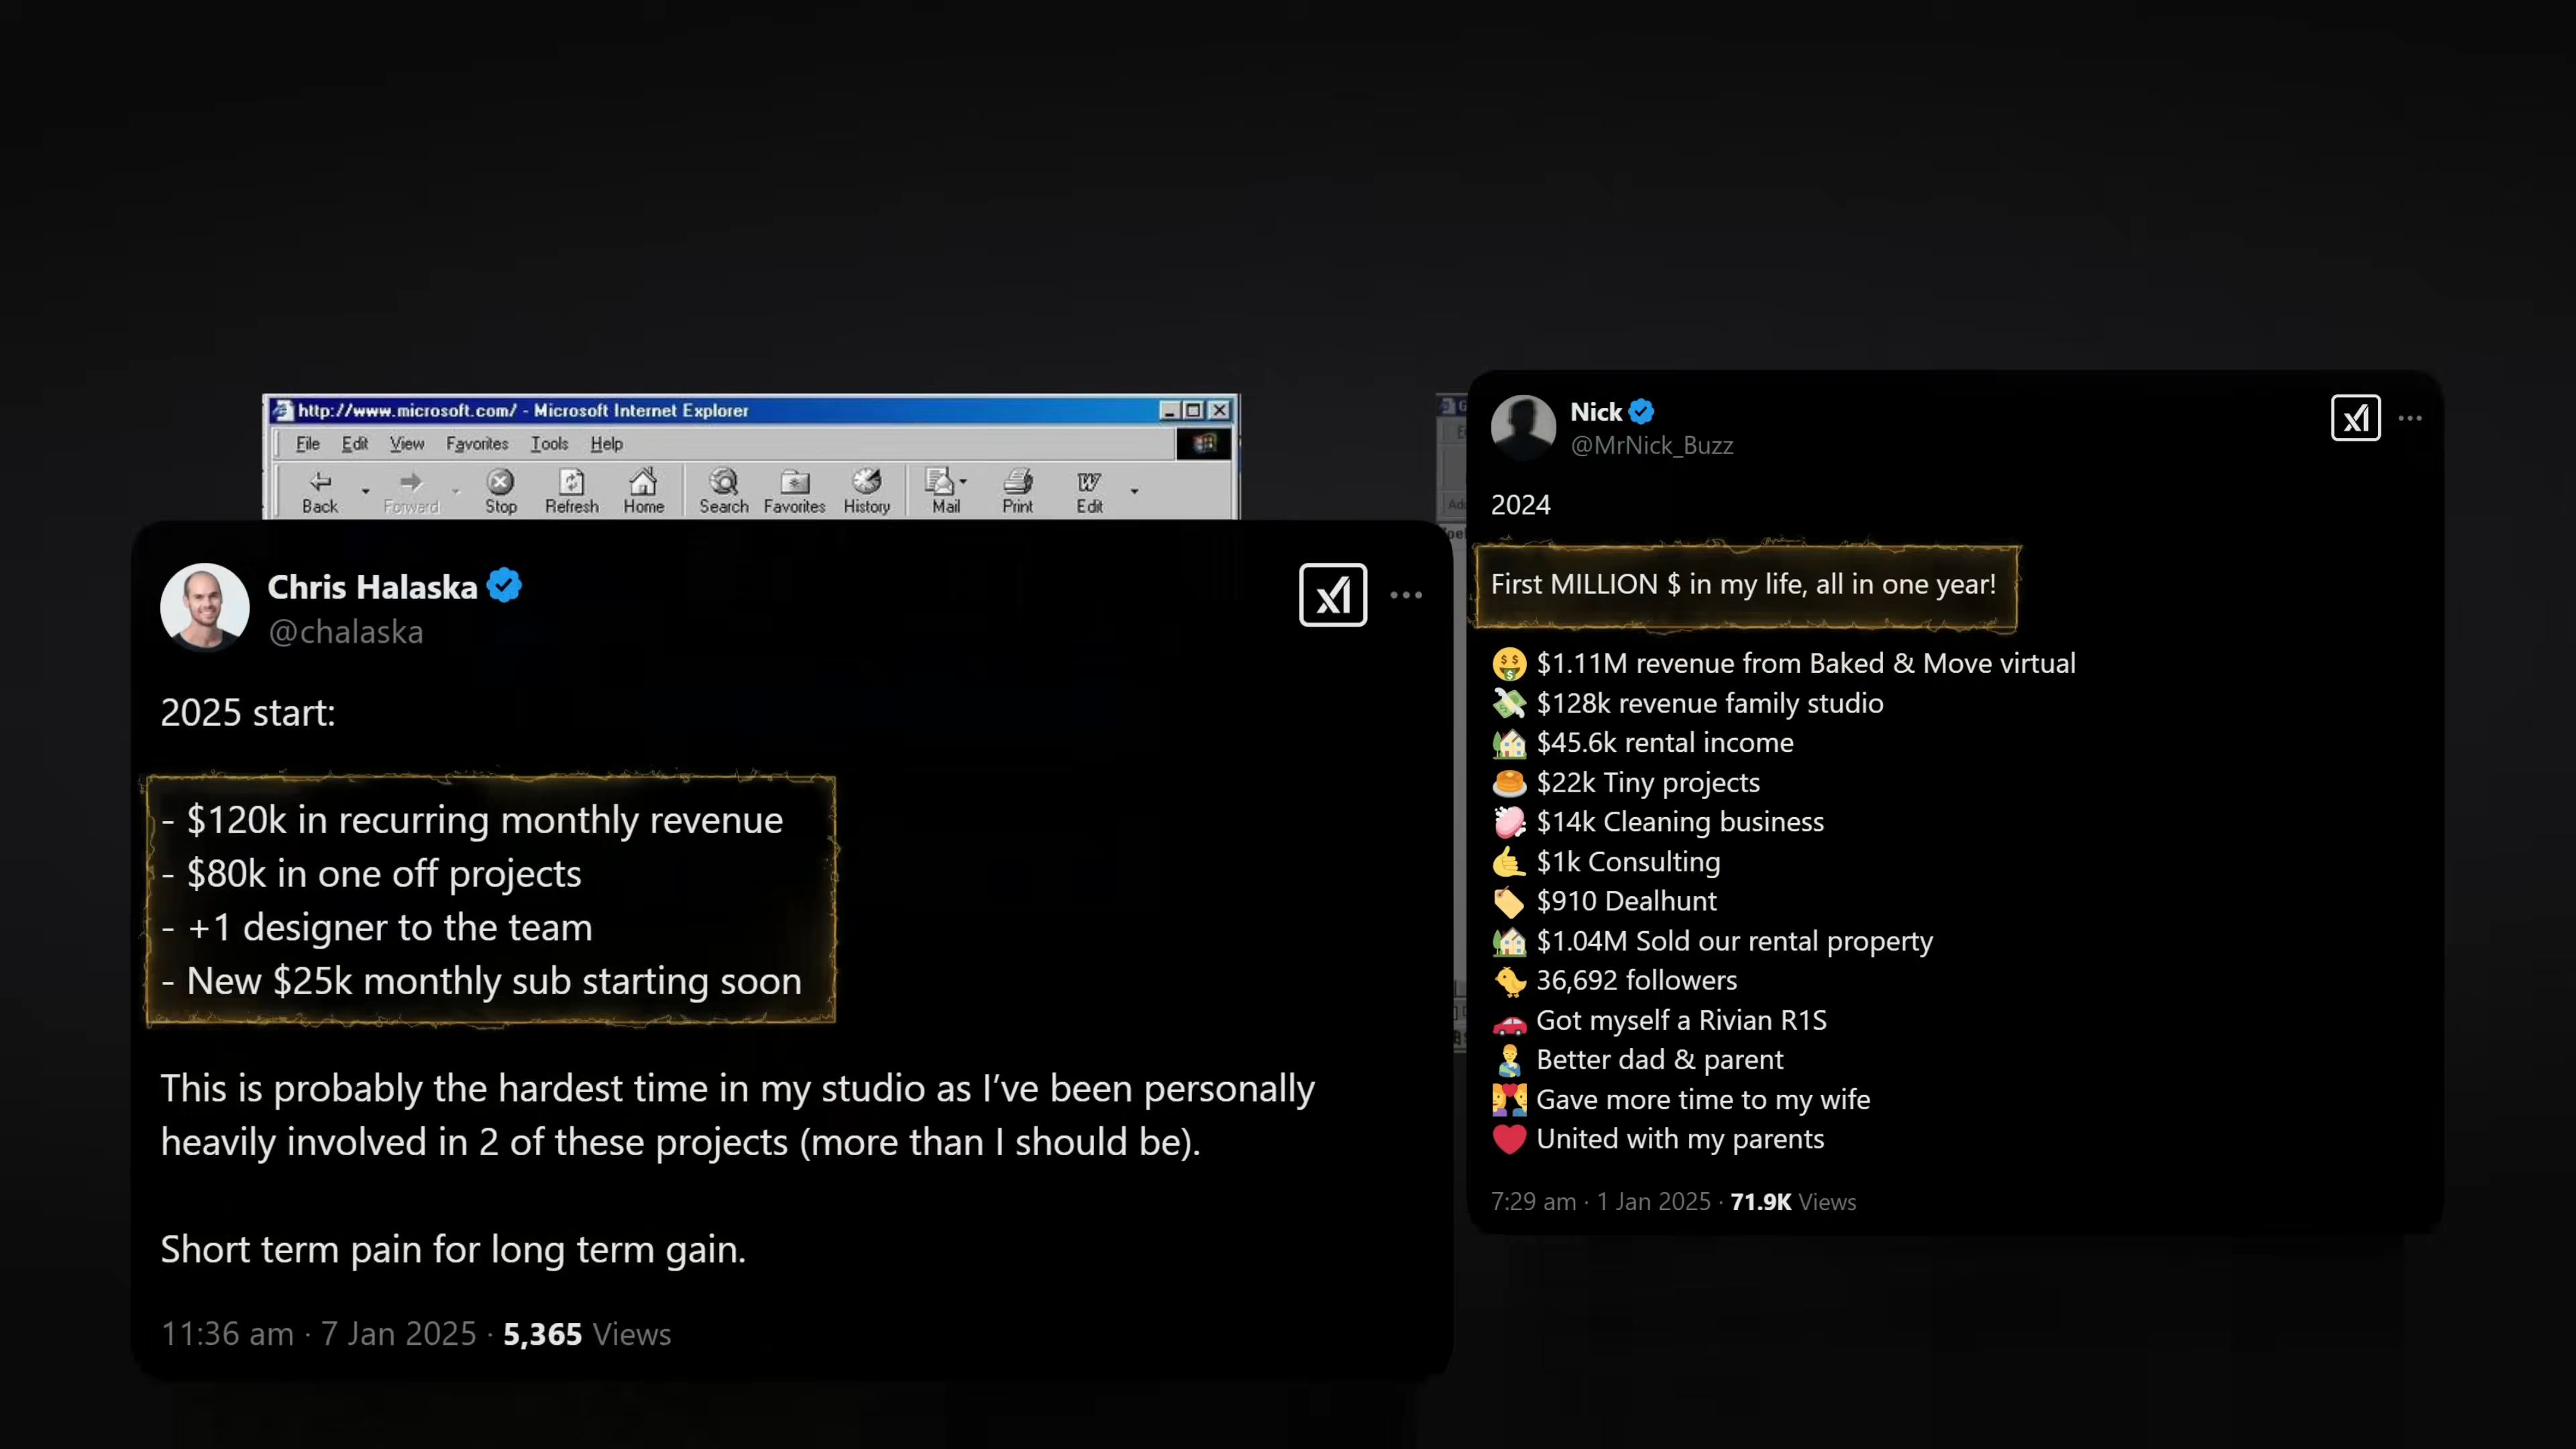 http://www.microsoft.com/ - Microsoft Internet Explorer
File Edit View Favorites Tools Help
Back Forward Stop Refresh Home Search Favorites History Mail Print Edit
Chris Halaska
@chalaska
2025 start:
- $120k in recurring monthly revenue
- $80k in one off projects
- +1 designer to the team
- New $25k monthly sub starting soon
This is probably the hardest time in my studio as I’ve been personally
heavily involved in 2 of these projects (more than I should be).
Short term pain for long term gain.
11:36 am · 7 Jan 2025 · 5,365 Views
Nick
@MrNick_Buzz
2024
First MILLION $ in my life, all in one year!
$1.11M revenue from Baked & Move virtual
$128k revenue family studio
$45.6k rental income
$22k Tiny projects
$14k Cleaning business
$1k Consulting
$910 Dealhunt
$1.04M Sold our rental property
36,692 followers
Got myself a Rivian R1S
Better dad & parent
Gave more time to my wife
United with my parents
7:29 am · 1 Jan 2025 · 71.9K Views